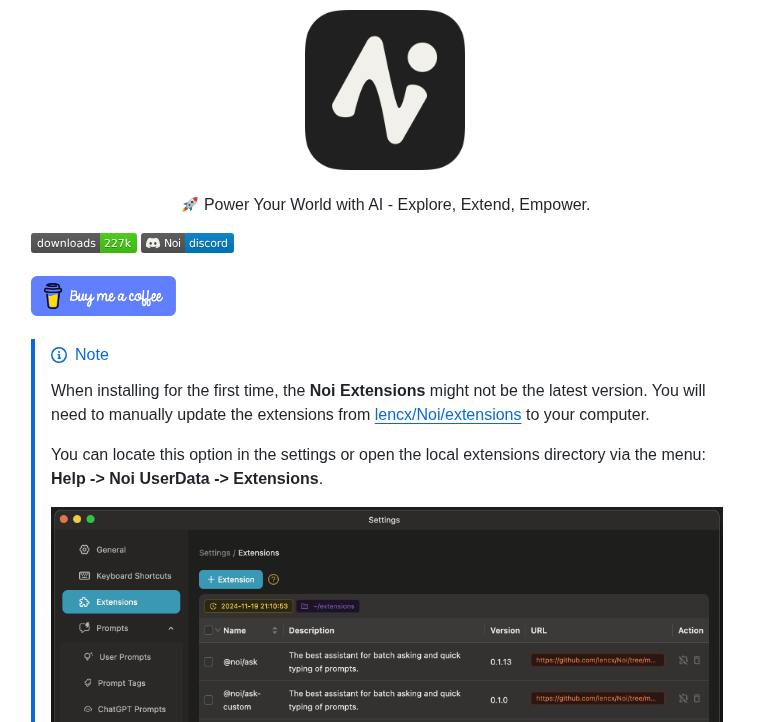 🚀 Power Your World with AI - Explore, Extend, Empower.
downloads 227k Noi discord
Buy me a coffee
Note
When installing for the first time, the Noi Extensions might not be the latest version. You will
need to manually update the extensions from lencx/Noi/extensions to your computer.
You can locate this option in the settings or open the local extensions directory via the menu:
Help -> Noi UserData -> Extensions.
Settings
General
Keyboard Shortcuts
Extensions
Prompts
User Prompts
Prompt Tags
ChatGPT Prompts
Settings / Extensions
+ Extension ?
2024-11-19 21:10:53 ~/extensions
Name Description Version URL Action
@noi/ask The best assistant for batch asking and quick typing of prompts. 0.1.13 https://github.com/lencx/Noi/tree/m...
@noi/ask-custom The best assistant for batch asking and quick typing of prompts. 0.1.0 https://github.com/lencx/Noi/tree/m...